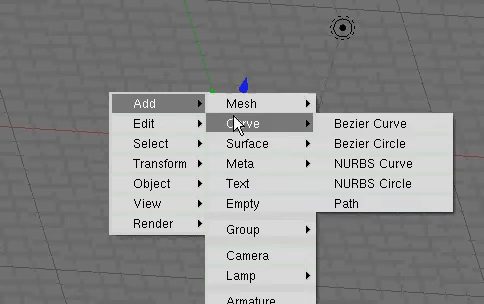 Add
Edit
Select
Transform
Object
View
Render
Mesh
Curve
Surface
Meta
Text
Empty
Group
Camera
Lamp
Armature
Bezier Curve
Bezier Circle
NURBS Curve
NURBS Circle
Path